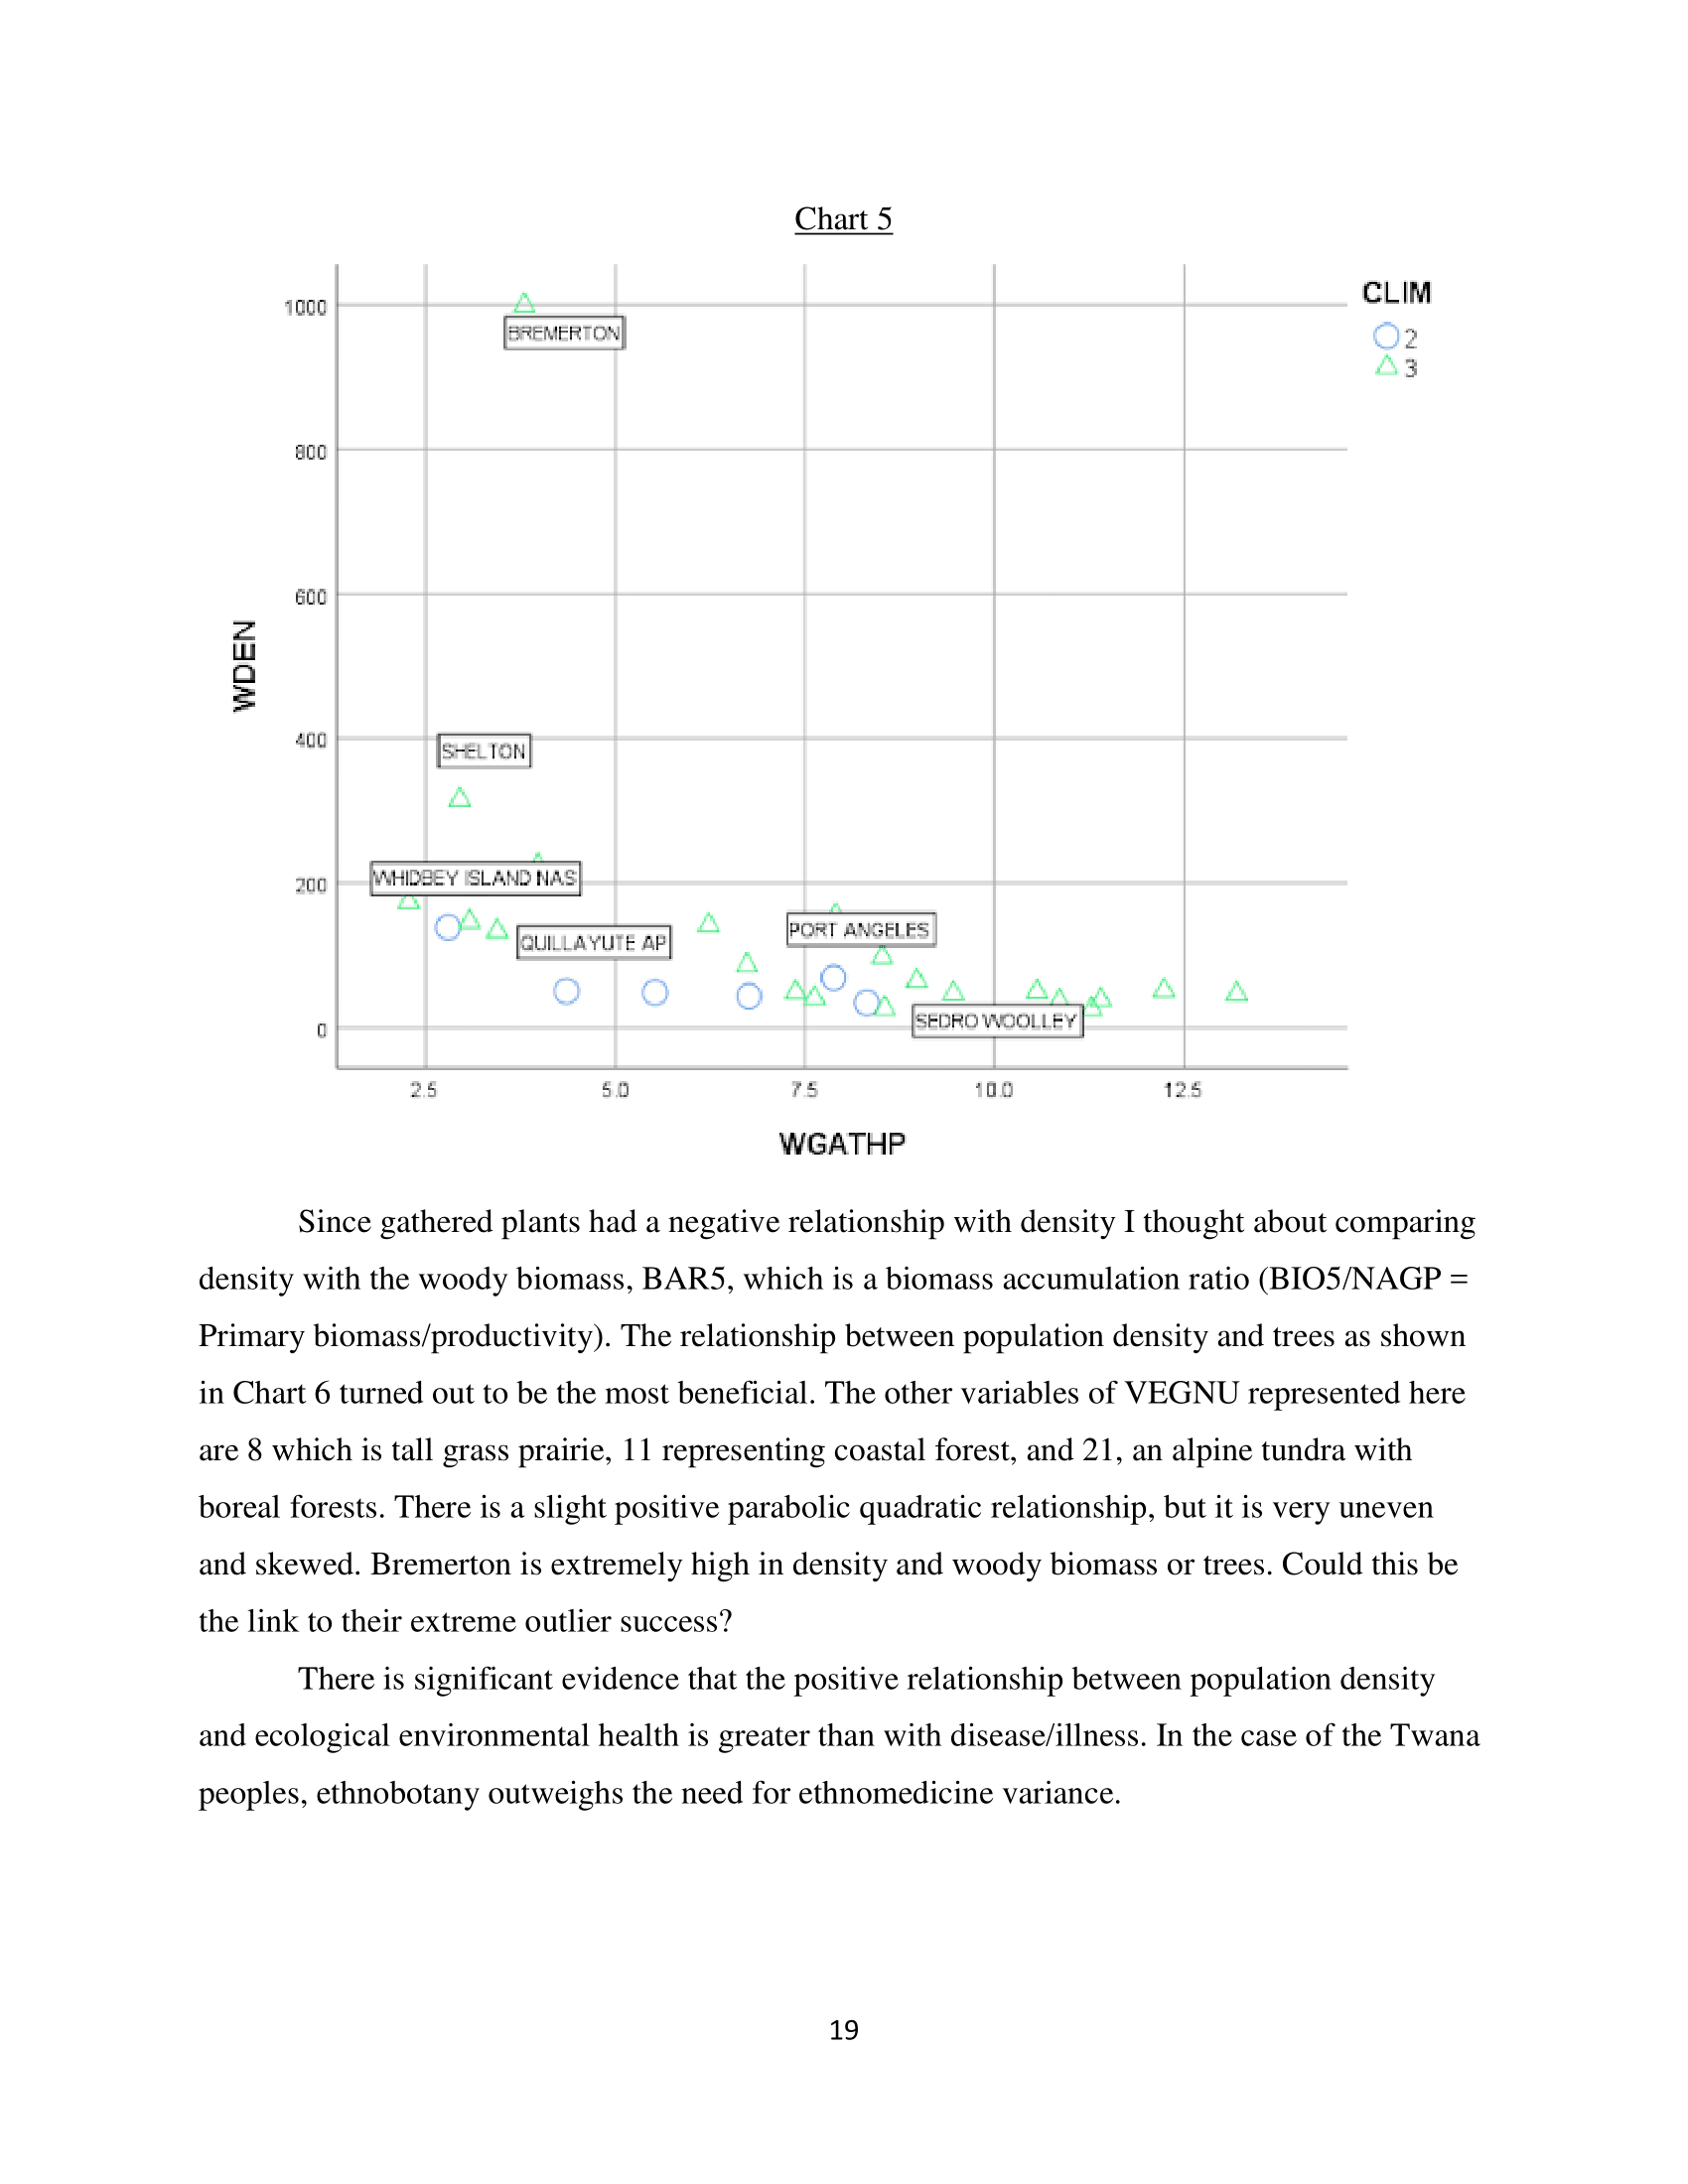 Chart 5
CLIM
2
3
1000
800
600
400
200
0
WDEN
BREMERTON
SHELTON
WHIDBEY ISLAND NAS
QUILLAYUTE AP
PORT ANGELES
SEDRO WOOLLEY
2.5 5.0 7.5 10.0 12.5
WGATHP
Since gathered plants had a negative relationship with density I thought about comparing
density with the woody biomass, BAR5, which is a biomass accumulation ratio (BIO5/NAGP =
Primary biomass/productivity). The relationship between population density and trees as shown
in Chart 6 turned out to be the most beneficial. The other variables of VEGNU represented here
are 8 which is tall grass prairie, 11 representing coastal forest, and 21, an alpine tundra with
boreal forests. There is a slight positive parabolic quadratic relationship, but it is very uneven
and skewed. Bremerton is extremely high in density and woody biomass or trees. Could this be
the link to their extreme outlier success?
There is significant evidence that the positive relationship between population density
and ecological environmental health is greater than with disease/illness. In the case of the Twana
peoples, ethnobotany outweighs the need for ethnomedicine variance.
19